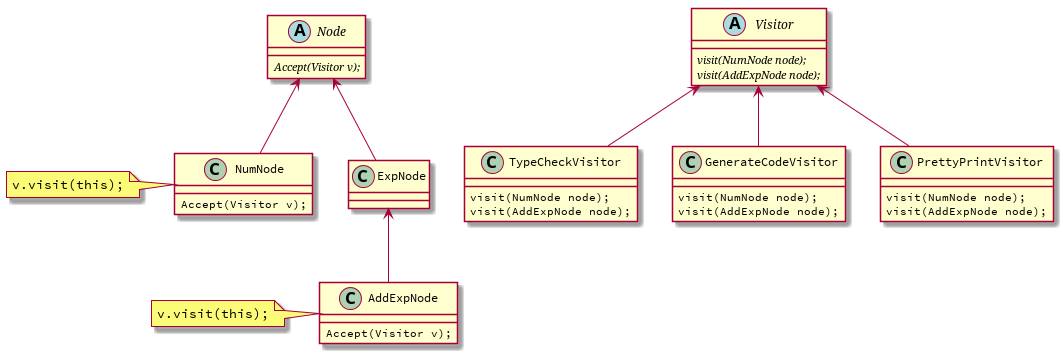 A Node
Accept(Visitor v);
A Visitor
visit(NumNode node);
visit(AddExpNode node);
v.visit(this);
C NumNode
Accept(Visitor v);
C ExpNode
C TypeCheckVisitor
visit(NumNode node);
visit(AddExpNode node);
C GenerateCodeVisitor
visit(NumNode node);
visit(AddExpNode node);
C PrettyPrintVisitor
visit(NumNode node);
visit(AddExpNode node);
v.visit(this);
C AddExpNode
Accept(Visitor v);